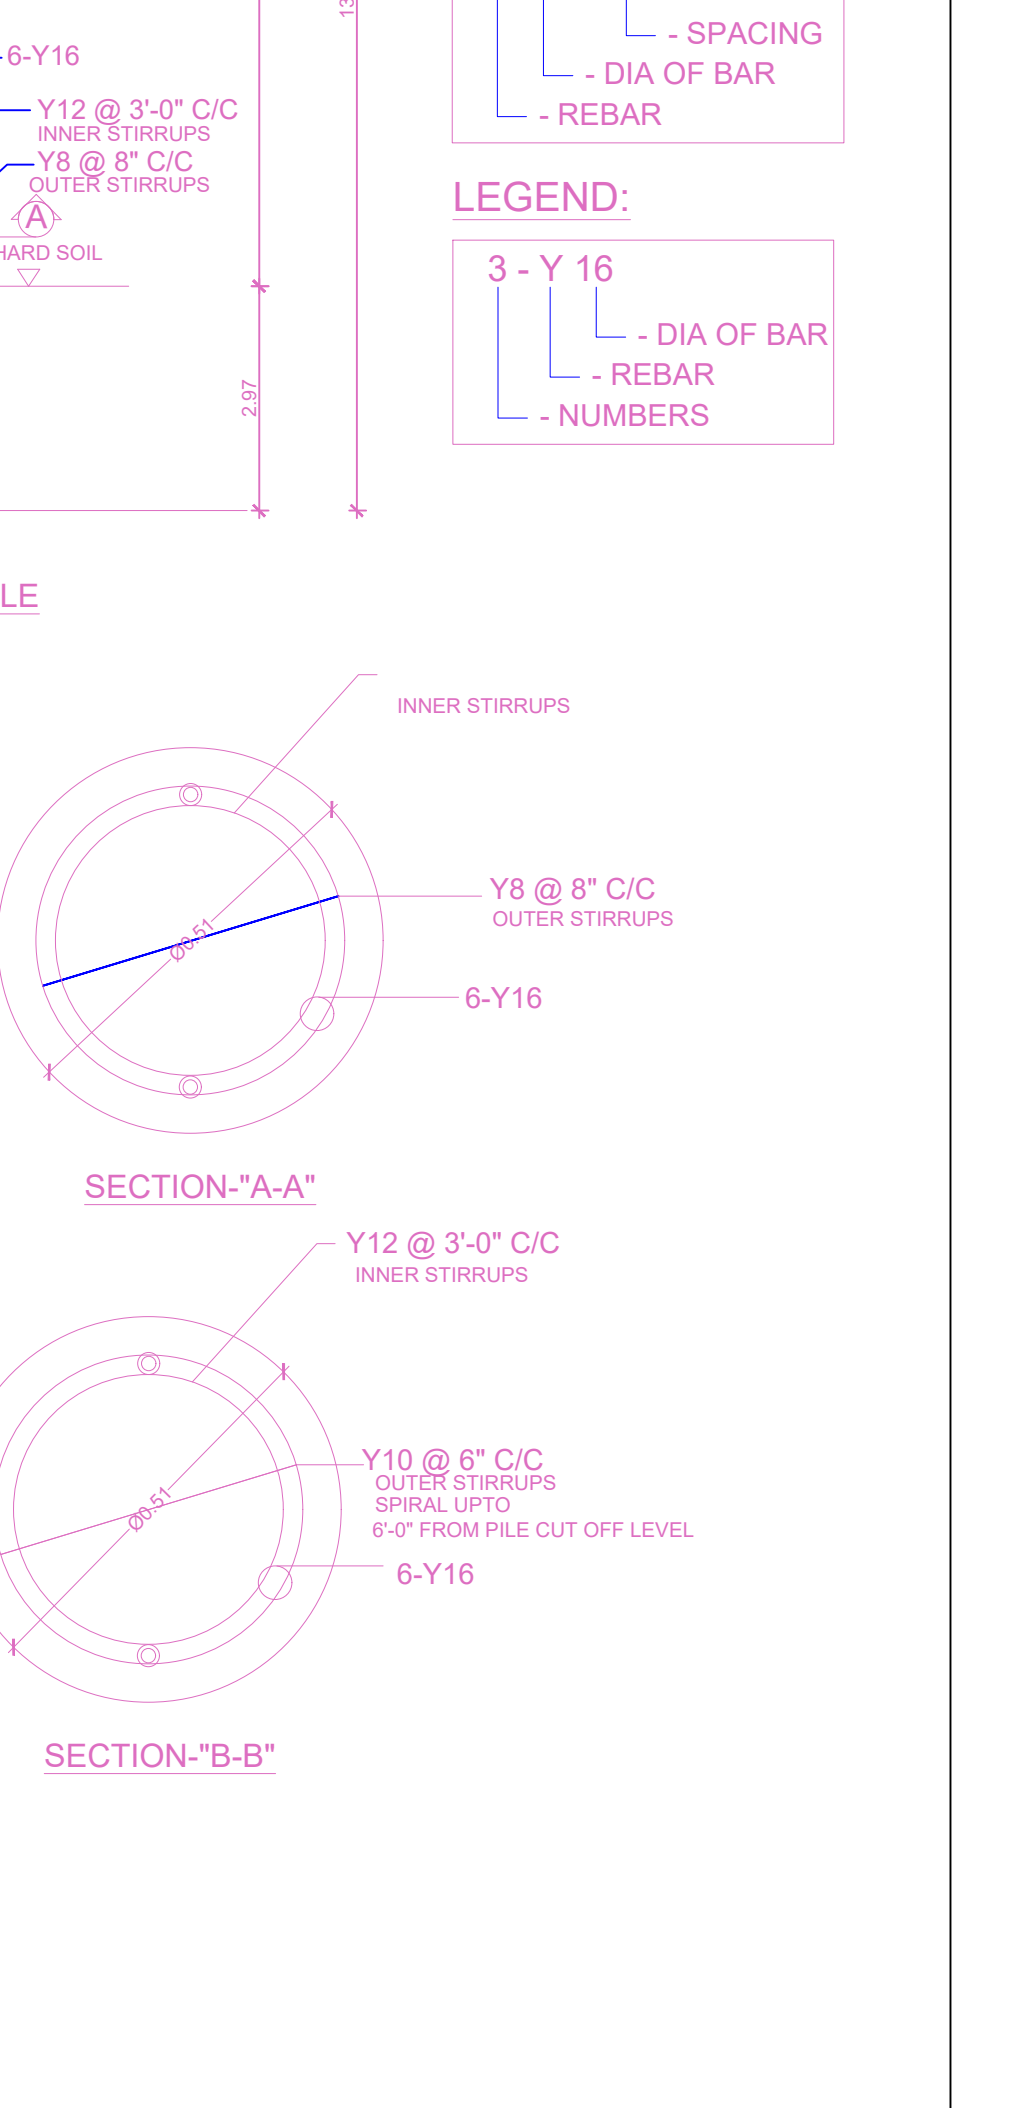 13
- SPACING
6-Y16
- DIA OF BAR
Y12 @ 3'-0" C/C
INNER STIRRUPS
- REBAR
Y8 @ 8" C/C
OUTER STIRRUPS
A
HARD SOIL
LEGEND:
3 - Y 16
- DIA OF BAR
- REBAR
- NUMBERS
2.97
LE
INNER STIRRUPS
Y8 @ 8" C/C
OUTER STIRRUPS
Ø0.51
6-Y16
SECTION-"A-A"
Y12 @ 3'-0" C/C
INNER STIRRUPS
Y10 @ 6" C/C
OUTER STIRRUPS
SPIRAL UPTO
6'-0" FROM PILE CUT OFF LEVEL
Ø0.51
6-Y16
SECTION-"B-B"